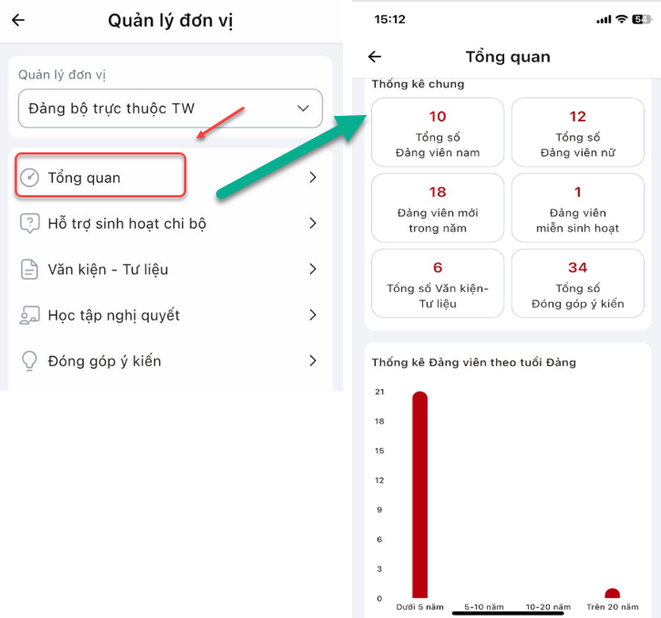 Quản lý đơn vị
Quản lý đơn vị
Đảng bộ trực thuộc TW
Tổng quan
Hỗ trợ sinh hoạt chi bộ
Văn kiện - Tư liệu
Học tập nghị quyết
Đóng góp ý kiến
15:12
Tổng quan
Thống kê chung
10
Tổng số
Đảng viên nam
12
Tổng số
Đảng viên nữ
18
Đảng viên mới
trong năm
1
Đảng viên
miễn sinh hoạt
6
Tổng số Văn kiện-
Tư liệu
34
Tổng số
Đóng góp ý kiến
Thống kê Đảng viên theo tuổi Đảng
21
18
15
12
9
6
3
0
Dưới 5 năm
5-10 năm
10-20 năm
Trên 20 năm